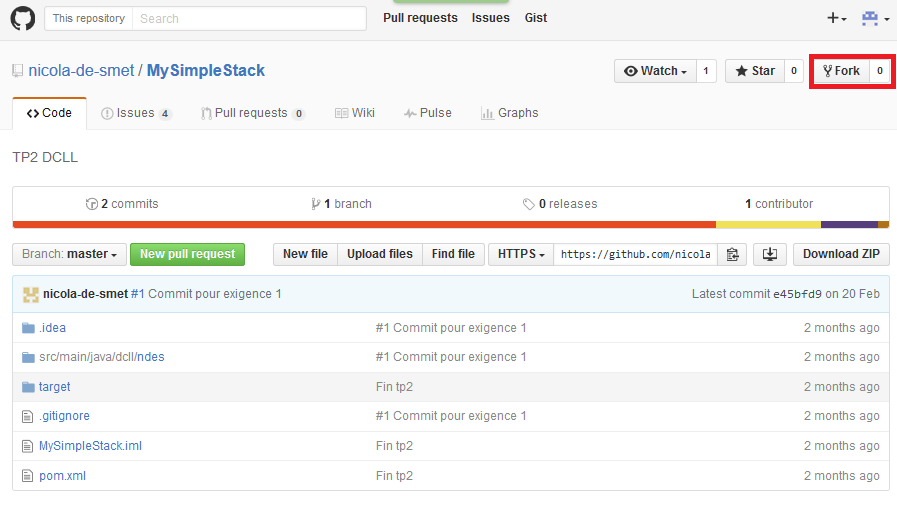 This repository Search Pull requests Issues Gist
nicola-de-smet / MySimpleStack Watch 1 Star 0 Fork 0
Code Issues 4 Pull requests 0 Wiki Pulse Graphs
TP2 DCLL
2 commits 1 branch 0 releases 1 contributor
Branch: master New pull request New file Upload files Find file HTTPS https://github.com/nicola Download ZIP
nicola-de-smet #1 Commit pour exigence 1 Latest commit e45bfd9 on 20 Feb
.idea #1 Commit pour exigence 1 2 months ago
src/main/java/dcll/ndes #1 Commit pour exigence 1 2 months ago
target Fin tp2 2 months ago
.gitignore #1 Commit pour exigence 1 2 months ago
MySimpleStack.iml Fin tp2 2 months ago
pom.xml Fin tp2 2 months ago